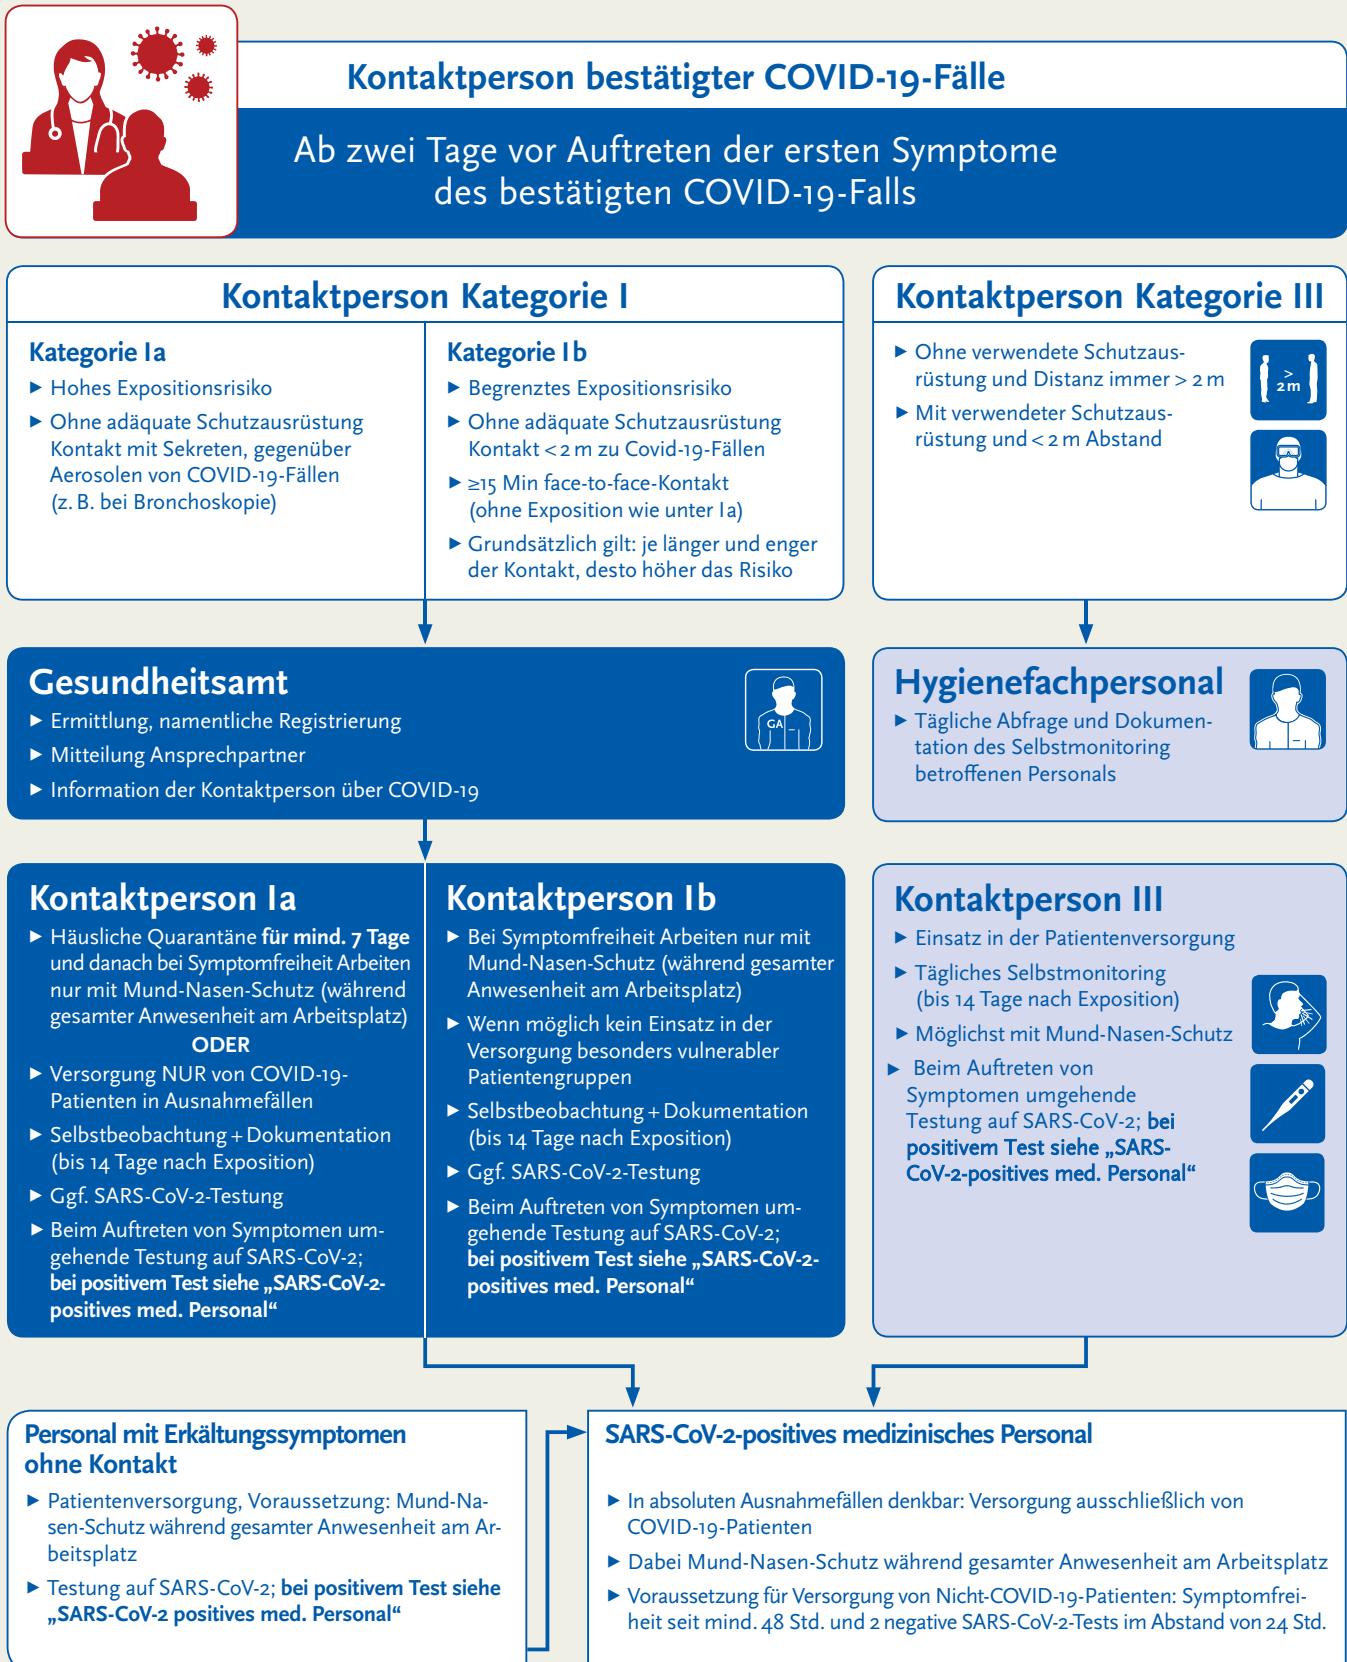 Kontaktperson bestätigter COVID-19-Fälle
Ab zwei Tage vor Auftreten der ersten Symptome
des bestätigten COVID-19-Falls
Kontaktperson Kategorie I
Kategorie Ia
▶ Hohes Expositionsrisiko
▶ Ohne adäquate Schutzausrüstung
Kontakt mit Sekreten, gegenüber
Aerosolen von COVID-19-Fällen
(z. B. bei Bronchoskopie)
Kategorie Ib
▶ Begrenztes Expositionsrisiko
▶ Ohne adäquate Schutzausrüstung
Kontakt < 2 m zu Covid-19-Fällen
▶ ≥15 Min face-to-face-Kontakt
(ohne Exposition wie unter Ia)
▶ Grundsätzlich gilt: je länger und enger
der Kontakt, desto höher das Risiko
Kontaktperson Kategorie III
▶ Ohne verwendete Schutzaus-
rüstung und Distanz immer > 2 m
▶ Mit verwendeter Schutzaus-
rüstung und < 2 m Abstand
>
2 m
Gesundheitsamt
▶ Ermittlung, namentliche Registrierung
▶ Mitteilung Ansprechpartner
▶ Information der Kontaktperson über COVID-19
GA
Hygienefachpersonal
▶ Tägliche Abfrage und Dokumen-
tation des Selbstmonitoring
betroffenen Personals
Kontaktperson Ia
▶ Häusliche Quarantäne für mind. 7 Tage
und danach bei Symptomfreiheit Arbeiten
nur mit Mund-Nasen-Schutz (während
gesamter Anwesenheit am Arbeitsplatz)
ODER
▶ Versorgung NUR von COVID-19-
Patienten in Ausnahmefällen
▶ Selbstbeobachtung + Dokumentation
(bis 14 Tage nach Exposition)
▶ Ggf. SARS-CoV-2-Testung
▶ Beim Auftreten von Symptomen um-
gehende Testung auf SARS-CoV-2;
bei positivem Test siehe „SARS-CoV-2-
positives med. Personal“
Kontaktperson Ib
▶ Bei Symptomfreiheit Arbeiten nur mit
Mund-Nasen-Schutz (während gesamter
Anwesenheit am Arbeitsplatz)
▶ Wenn möglich kein Einsatz in der
Versorgung besonders vulnerabler
Patientengruppen
▶ Selbstbeobachtung + Dokumentation
(bis 14 Tage nach Exposition)
▶ Ggf. SARS-CoV-2-Testung
▶ Beim Auftreten von Symptomen um-
gehende Testung auf SARS-CoV-2;
bei positivem Test siehe „SARS-CoV-2-
positives med. Personal“
Kontaktperson III
▶ Einsatz in der Patientenversorgung
▶ Tägliches Selbstmonitoring
(bis 14 Tage nach Exposition)
▶ Möglichst mit Mund-Nasen-Schutz
▶ Beim Auftreten von
Symptomen umgehende
Testung auf SARS-CoV-2; bei
positivem Test siehe „SARS-
CoV-2-positives med. Personal“
Personal mit Erkältungssymptomen
ohne Kontakt
▶ Patientenversorgung, Voraussetzung: Mund-Na-
sen-Schutz während gesamter Anwesenheit am Ar-
beitsplatz
▶ Testung auf SARS-CoV-2; bei positivem Test siehe
„SARS-CoV-2 positives med. Personal“
SARS-CoV-2-positives medizinisches Personal
▶ In absoluten Ausnahmefällen denkbar: Versorgung ausschließlich von
COVID-19-Patienten
▶ Dabei Mund-Nasen-Schutz während gesamter Anwesenheit am Arbeitsplatz
▶ Voraussetzung für Versorgung von Nicht-COVID-19-Patienten: Symptomfrei-
heit seit mind. 48 Std. und 2 negative SARS-CoV-2-Tests im Abstand von 24 Std.